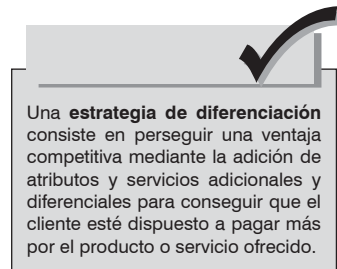 Una estrategia de diferenciación
consiste en perseguir una ventaja
competitiva mediante la adición de
atributos y servicios adicionales y
diferenciales para conseguir que el
cliente esté dispuesto a pagar más
por el producto o servicio ofrecido.